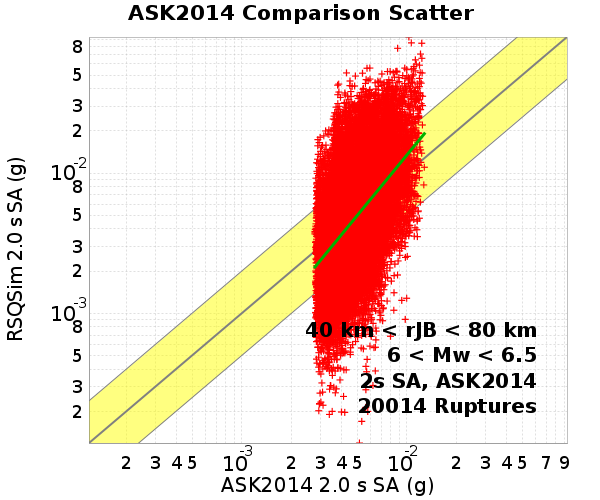 ASK2014 Comparison Scatter
RSQSim 2.0 s SA (g)
8
5
3
2
10-2
8
5
3
2
10-3
8
5
3
2
40 km < rJB < 80 km
6 < Mw < 6.5
2s SA, ASK2014
20014 Ruptures
2 3 4 5 10-3 2 3 4 5 10-2 2 3 4 5 7 9
ASK2014 2.0 s SA (g)